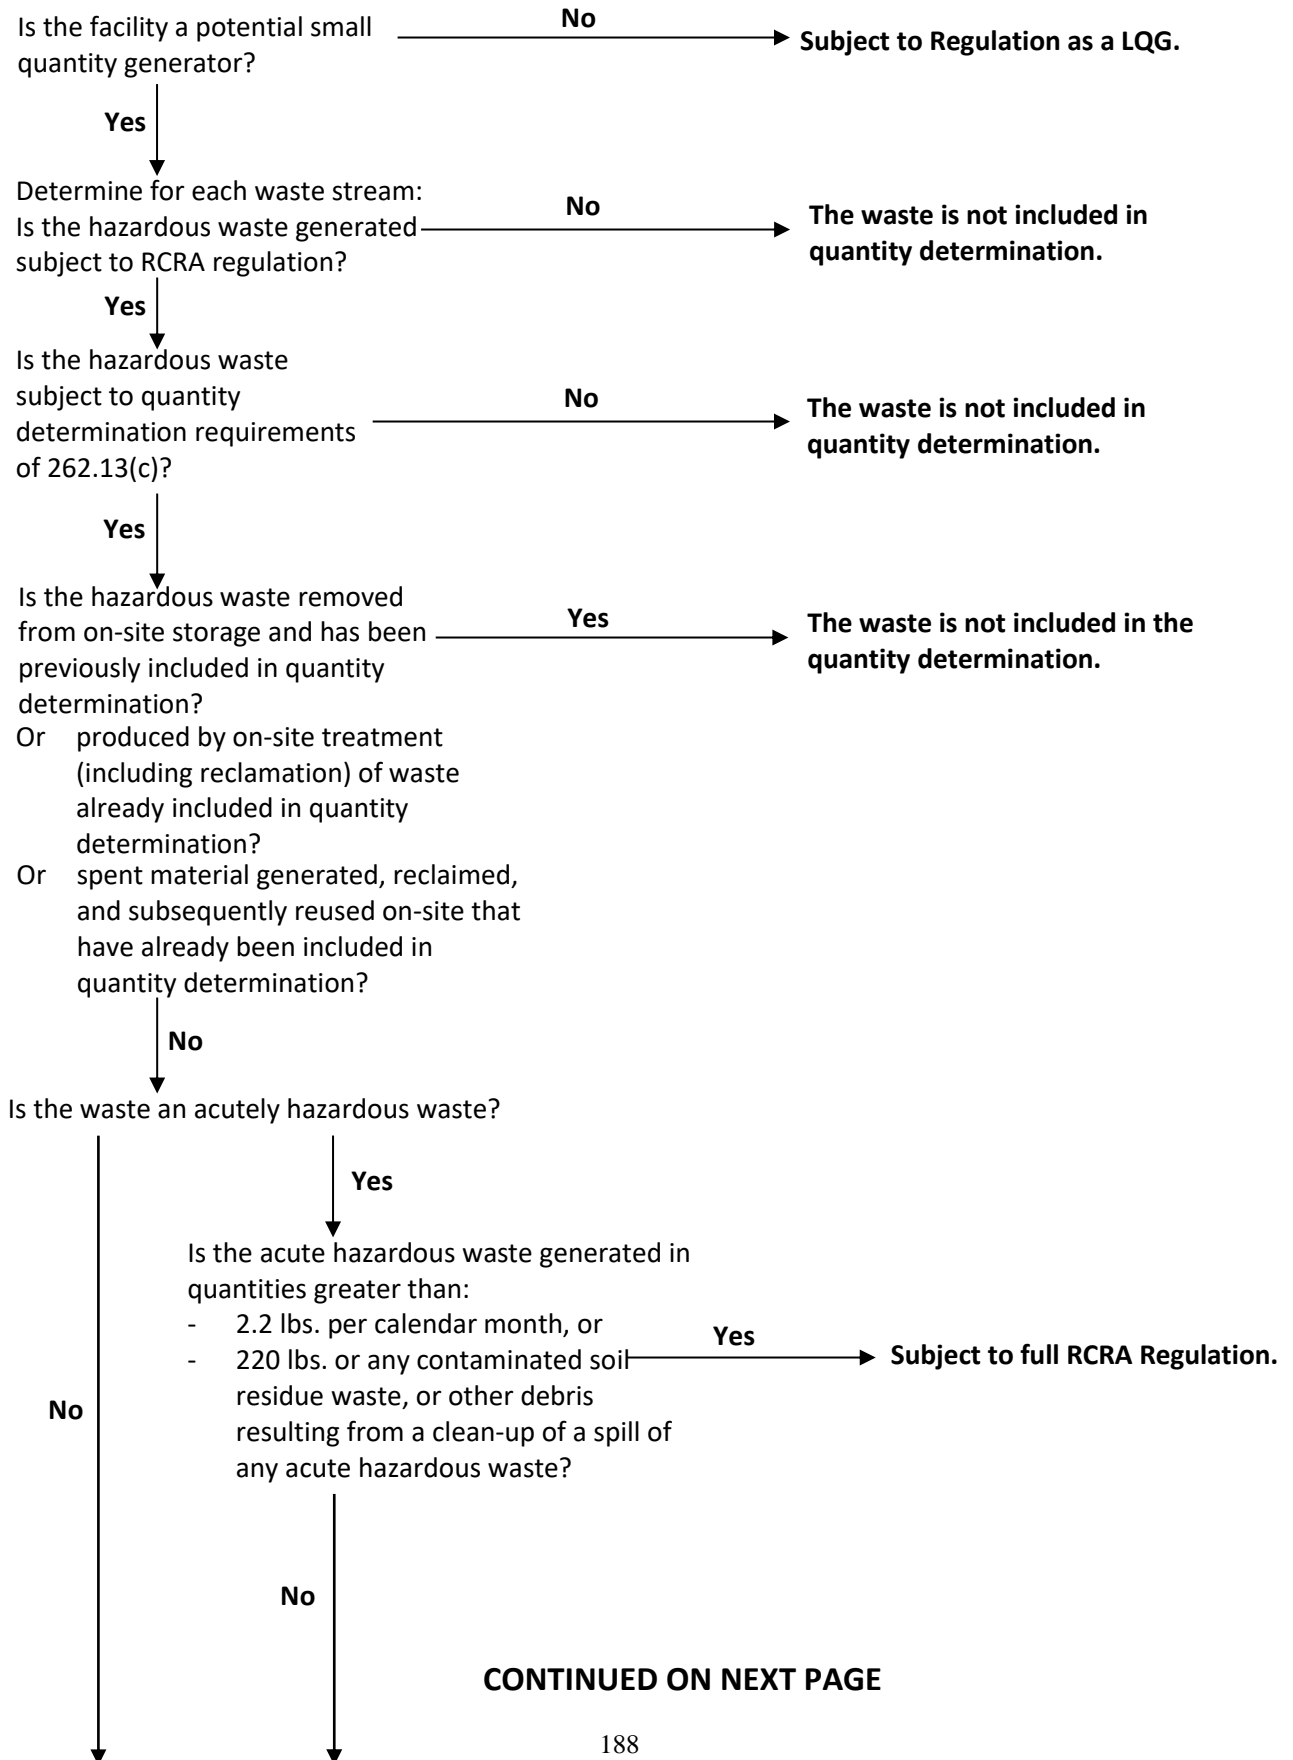 Is the facility a potential small
quantity generator?
No
Subject to Regulation as a LQG.
Yes
Determine for each waste stream:
Is the hazardous waste generated
subject to RCRA regulation?
No
The waste is not included in
quantity determination.
Yes
Is the hazardous waste
subject to quantity
determination requirements
of 262.13(c)?
No
The waste is not included in
quantity determination.
Yes
Is the hazardous waste removed
from on-site storage and has been
previously included in quantity
determination?
Yes
The waste is not included in the
quantity determination.
Or produced by on-site treatment
(including reclamation) of waste
already included in quantity
determination?
Or spent material generated, reclaimed,
and subsequently reused on-site that
have already been included in
quantity determination?
No
Is the waste an acutely hazardous waste?
Yes
Is the acute hazardous waste generated in
quantities greater than:
- 2.2 lbs. per calendar month, or
- 220 lbs. or any contaminated soil
residue waste, or other debris
resulting from a clean-up of a spill of
any acute hazardous waste?
Yes
Subject to full RCRA Regulation.
No
No
CONTINUED ON NEXT PAGE
188